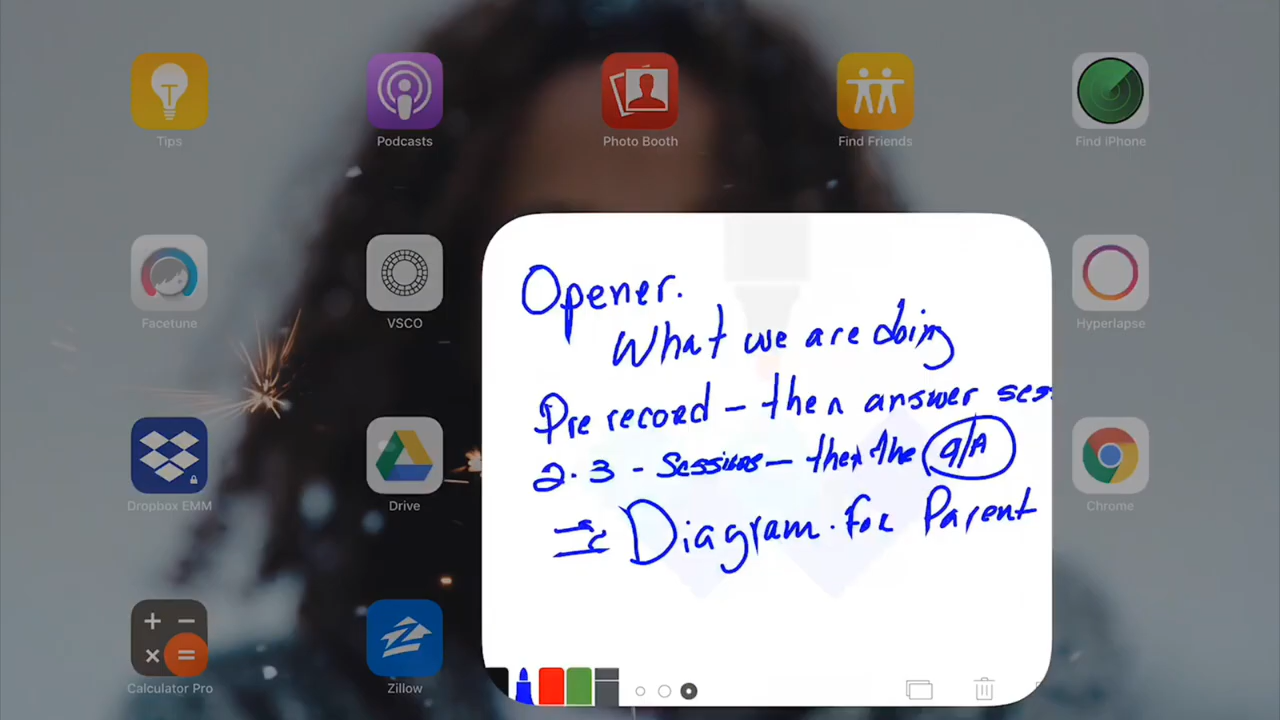 Tips
Podcasts
Photo Booth
Find Friends
Find iPhone
Facetune
VSCO
Hyperlapse
Opener.
What we are doing
Pre record - then answer ses
2.3 - Sessions - then the Q/A
Diagram. for Parent
Dropbox EMM
Drive
Chrome
Calculator Pro
Zillow